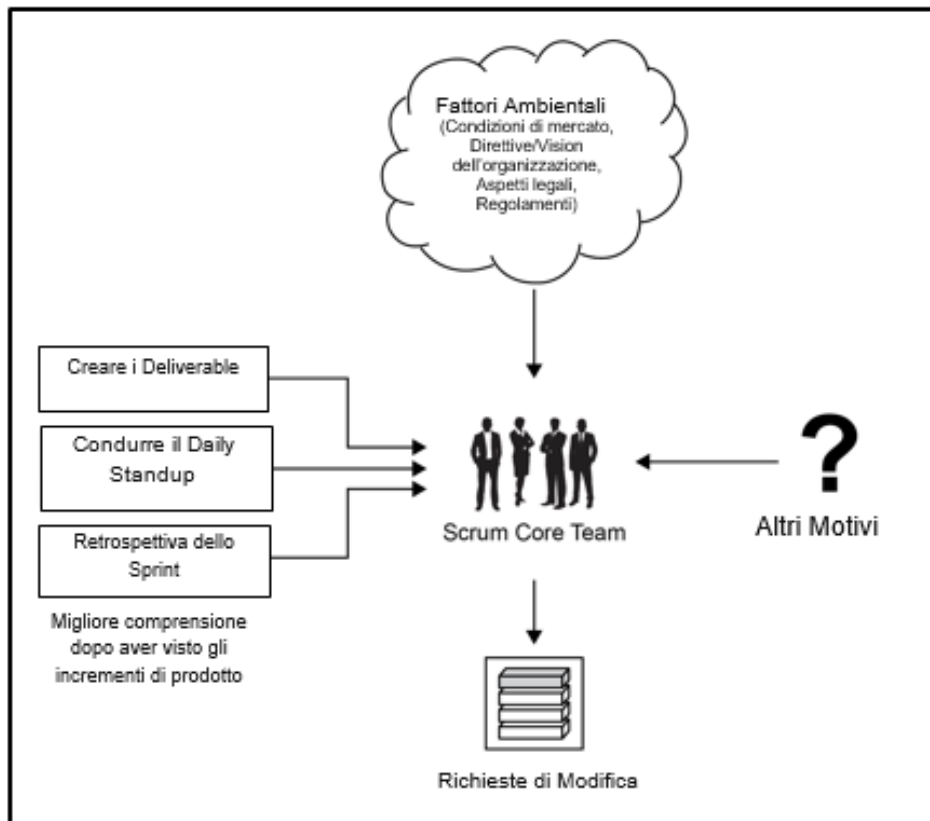 Fattori Ambientali
(Condizioni di mercato,
Direttive/Vision
dell'organizzazione,
Aspetti legali,
Regolamenti)
Creare i Deliverable
Condurre il Daily
Standup
Retrospettiva dello
Sprint
Migliore comprensione
dopo aver visto gli
incrementi di prodotto
Scrum Core Team
?
Altri Motivi
Richieste di Modifica